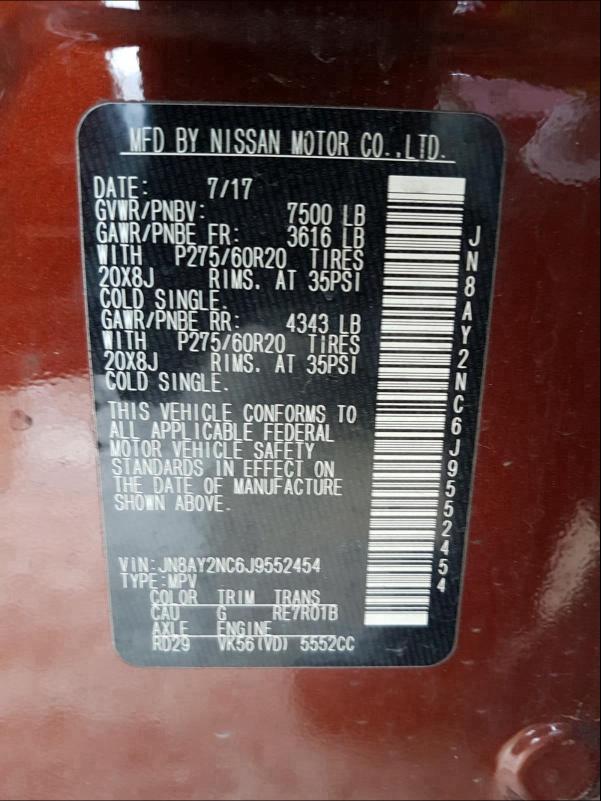 MFD BY NISSAN MOTOR CO.,LTD.
DATE: 7/17
GVWR/PNBV: 7500 LB
GAWR/PNBE FR: 3616 LB
WITH P275/60R20 TIRES
20X8J RIMS. AT 35PSI
COLD SINGLE.
GAWR/PNBE RR: 4343 LB
WITH P275/60R20 TIRES
20X8J RIMS. AT 35PSI
COLD SINGLE.
THIS VEHICLE CONFORMS TO
ALL APPLICABLE FEDERAL
MOTOR VEHICLE SAFETY
STANDARDS IN EFFECT ON
THE DATE OF MANUFACTURE
SHOWN ABOVE.
VIN:JN8AY2NC6J9552454
TYPE:MPV
COLOR TRIM TRANS
CAU G RE7R01B
AXLE ENGINE
RD29 VK56(VD) 5552CC
JN8AY2NC6J9552454